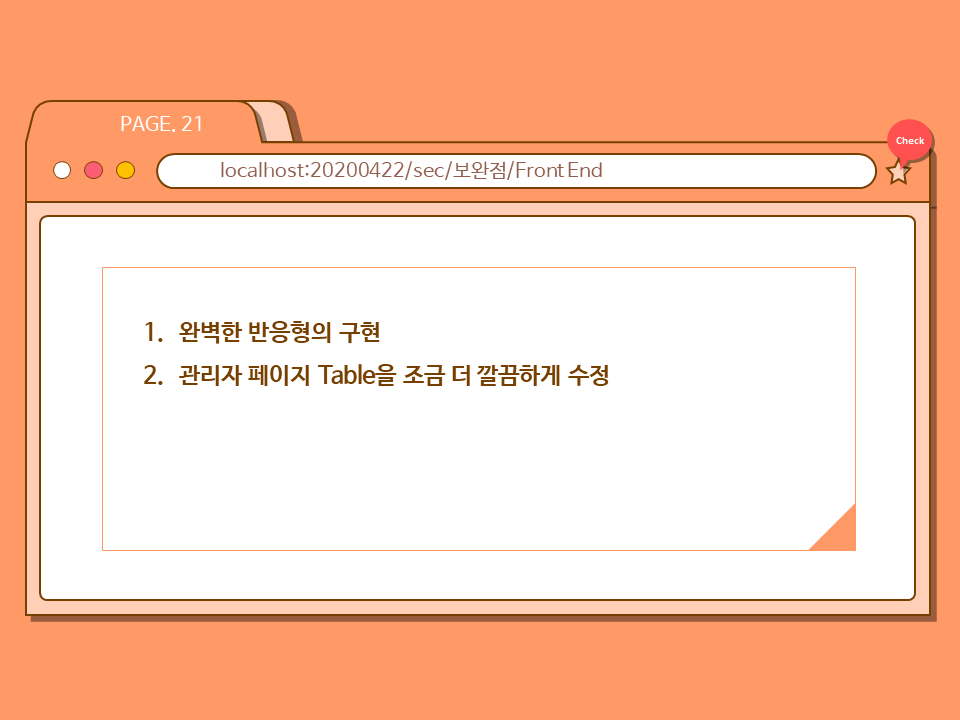 PAGE. 21
Check
localhost:20200422/sec/보완점/Front End
1. 완벽한 반응형의 구현
2. 관리자 페이지 Table을 조금 더 깔끔하게 수정